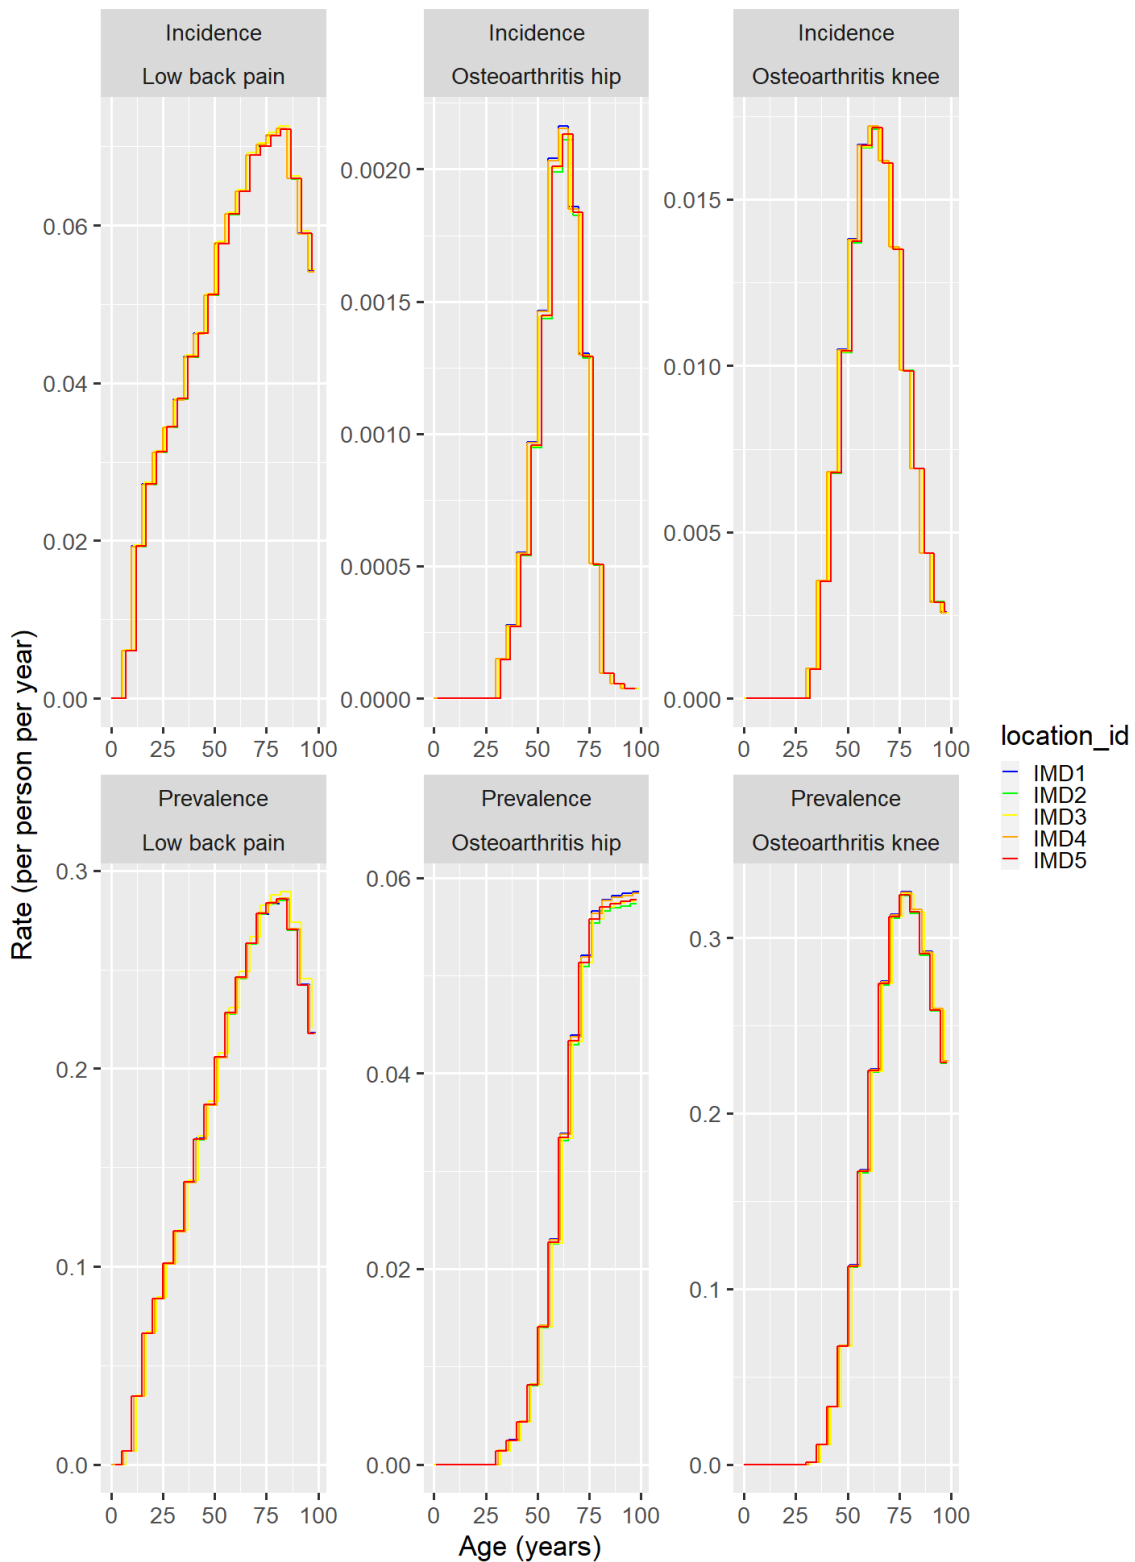 Incidence
Low back pain
Incidence
Osteoarthritis hip
Incidence
Osteoarthritis knee
0.06
0.04
0.02
0.00
0.0020
0.0015
0.0010
0.0005
0.0000
0.015
0.010
0.005
0.000
0 25 50 75 100
0 25 50 75 100
0 25 50 75 100
Prevalence
Low back pain
Prevalence
Osteoarthritis hip
Prevalence
Osteoarthritis knee
0.3
0.2
0.1
0.0
0.06
0.04
0.02
0.00
0.3
0.2
0.1
0.0
0 25 50 75 100
0 25 50 75 100
0 25 50 75 100
Rate (per person per year)
Age (years)
location_id
IMD1
IMD2
IMD3
IMD4
IMD5